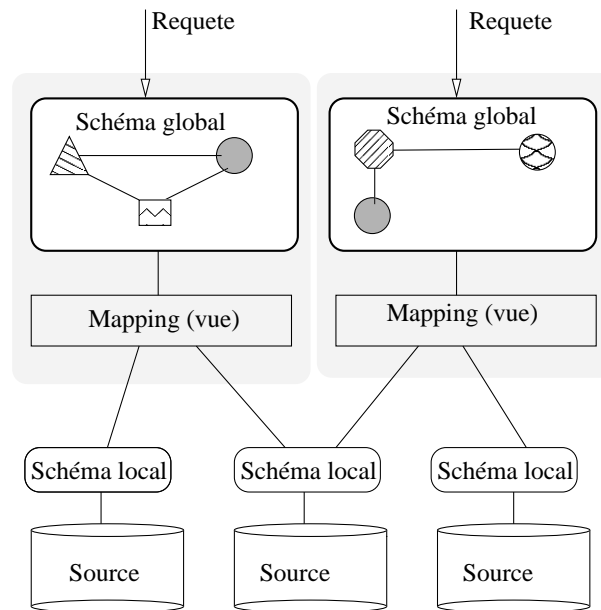 Requete
Requete
Schéma global
Schéma global
Mapping (vue)
Mapping (vue)
Schéma local
Schéma local
Schéma local
Source
Source
Source